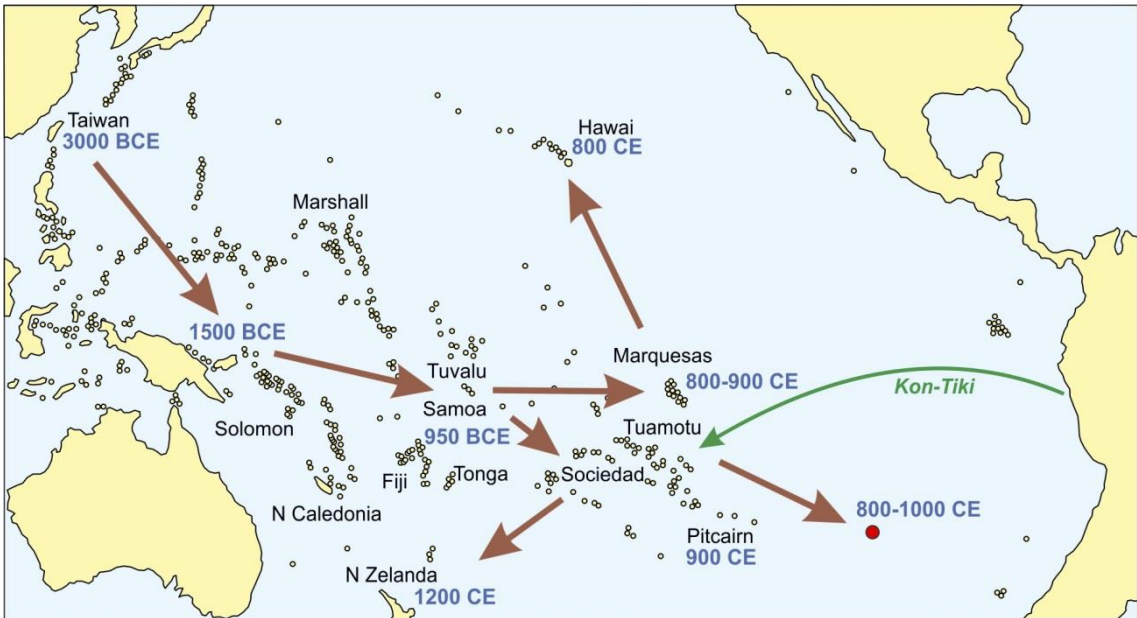 Taiwan
3000 BCE
Hawai
800 CE
Marshall
1500 BCE
Marquesas
800-900 CE
Kon-Tiki
Tuvalu
Samoa
950 BCE
Solomon
Tuamotu
Fiji
Tonga
Sociedad
N Caledonia
800-1000 CE
Pitcairn
900 CE
N Zelanda
1200 CE